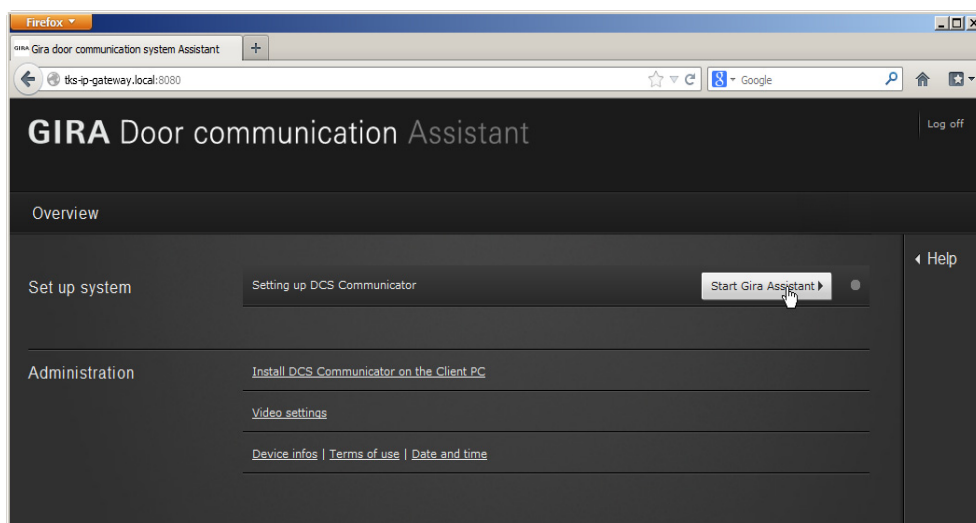 Firefox
GIRA Gira door communication system Assistant
tks-ip-gateway.local:8080
Google
GIRA Door communication Assistant
Log off
Overview
Help
Set up system
Setting up DCS Communicator
Start Gira Assistant
Administration
Install DCS Communicator on the Client PC
Video settings
Device infos | Terms of use | Date and time